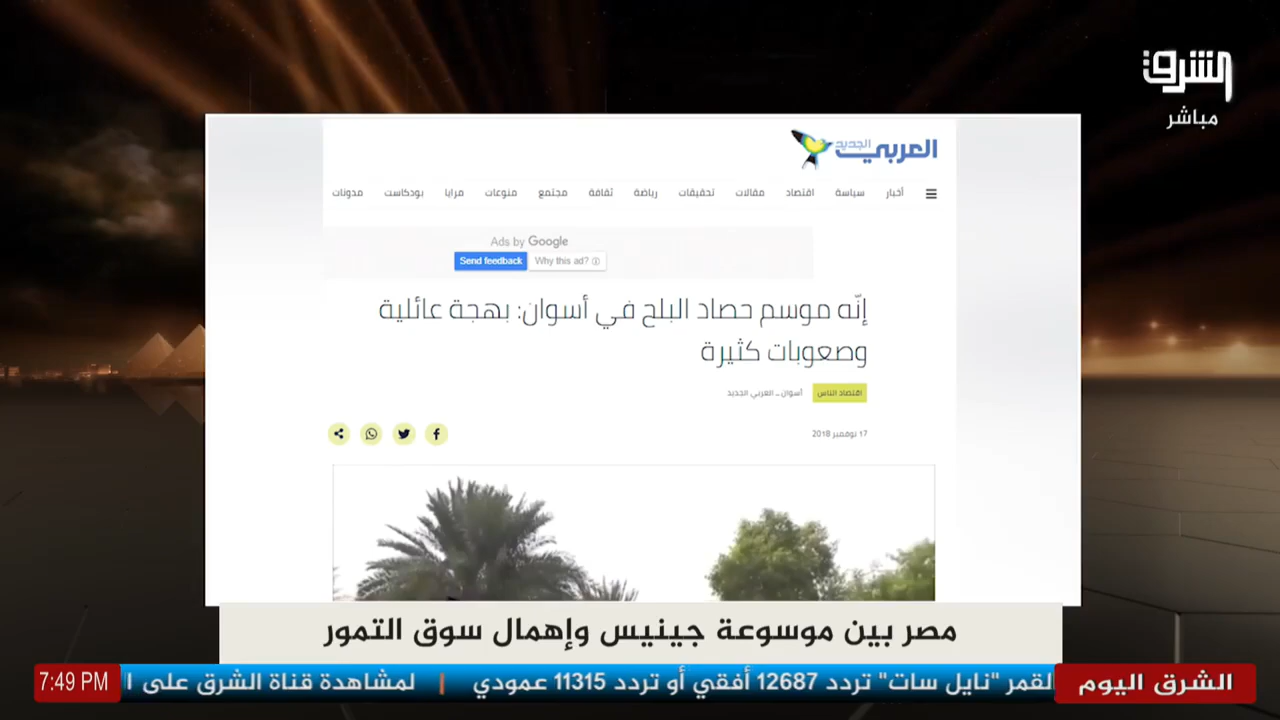 الشرق
مباشر
العربي الجديد
أخبار سياسة اقتصاد مقالات تحقيقات رياضة ثقافة مجتمع منوعات مرايا بودكاست مدونات
Ads by Google
Send feedback Why this ad?
إنّه موسم حصاد البلح في أسوان: بهجة عائلية
وصعوبات كثيرة
اقتصاد الناس أسوان ـ العربي الجديد
17 نوفمبر 2018
مصر بين موسوعة جينيس وإهمال سوق التمور
الشرق اليوم
القمر "نايل سات" تردد 12687 أفقي أو تردد 11315 عمودي | لمشاهدة قناة الشرق على ا
7:49 PM